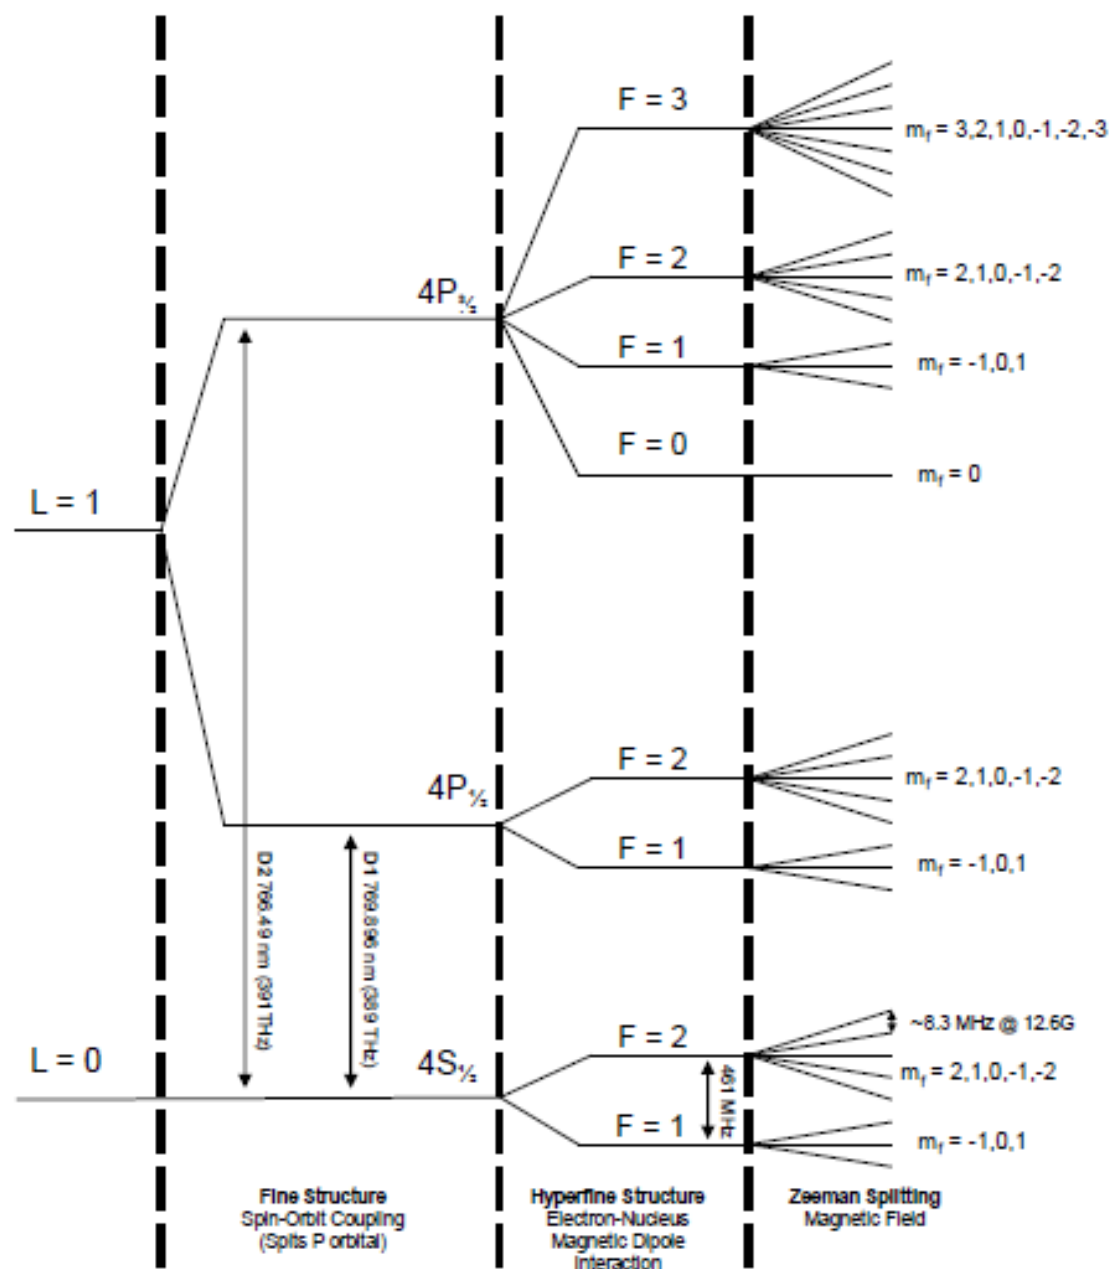 F = 3
m_f = 3,2,1,0,-1,-2,-3
F = 2
m_f = 2,1,0,-1,-2
4P₃⁄₂
F = 1
m_f = -1,0,1
F = 0
m_f = 0
L = 1
F = 2
m_f = 2,1,0,-1,-2
4P₁⁄₂
F = 1
m_f = -1,0,1
D2 766.49 nm (391 THz)
D1 769.896 nm (389 THz)
L = 0
4S₁⁄₂
F = 2
~8.3 MHz @ 12.6G
m_f = 2,1,0,-1,-2
461 MHz
F = 1
m_f = -1,0,1
Fine Structure
Spin-Orbit Coupling
(Splits P orbital)
Hyperfine Structure
Electron-Nucleus
Magnetic Dipole
Interaction
Zeeman Splitting
Magnetic Field